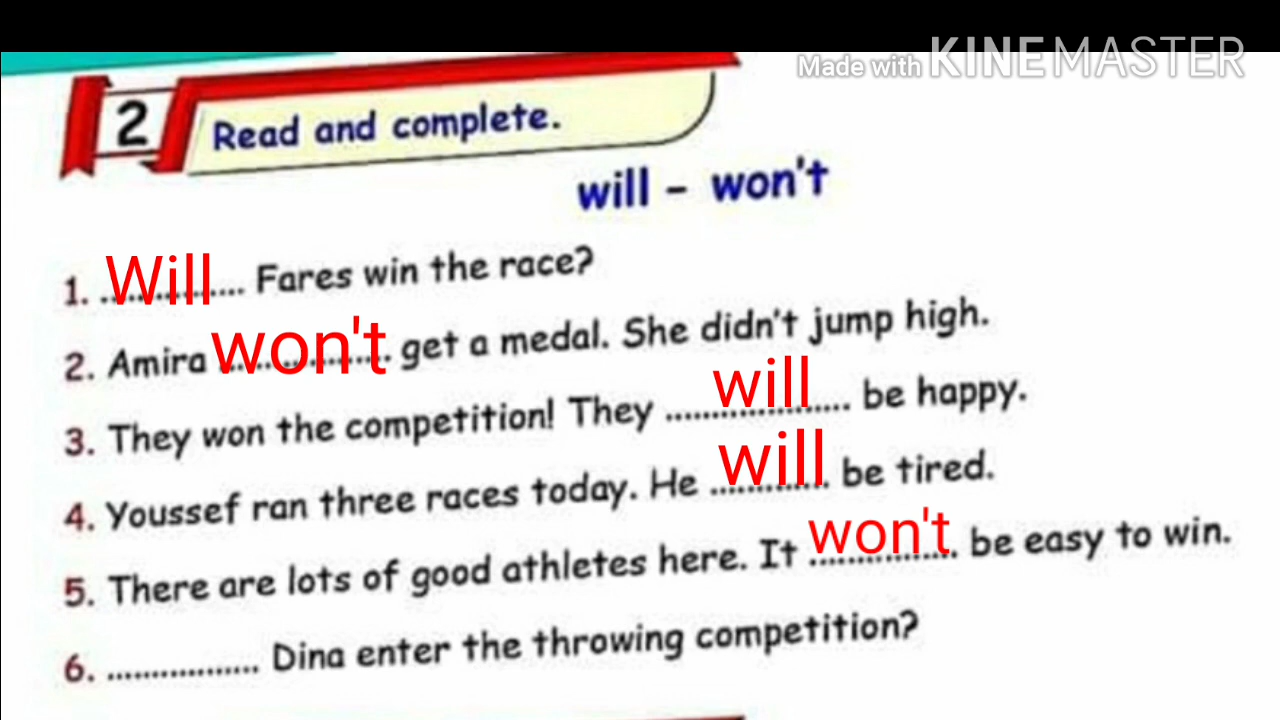 Made with KINEMASTER
2 Read and complete.
will – won't
1. Will ............ Fares win the race?
2. Amira won't ............ get a medal. She didn't jump high.
3. They won the competition! They will ............ be happy.
4. Youssef ran three races today. He will ............ be tired.
5. There are lots of good athletes here. It won't ............ be easy to win.
6. ................. Dina enter the throwing competition?